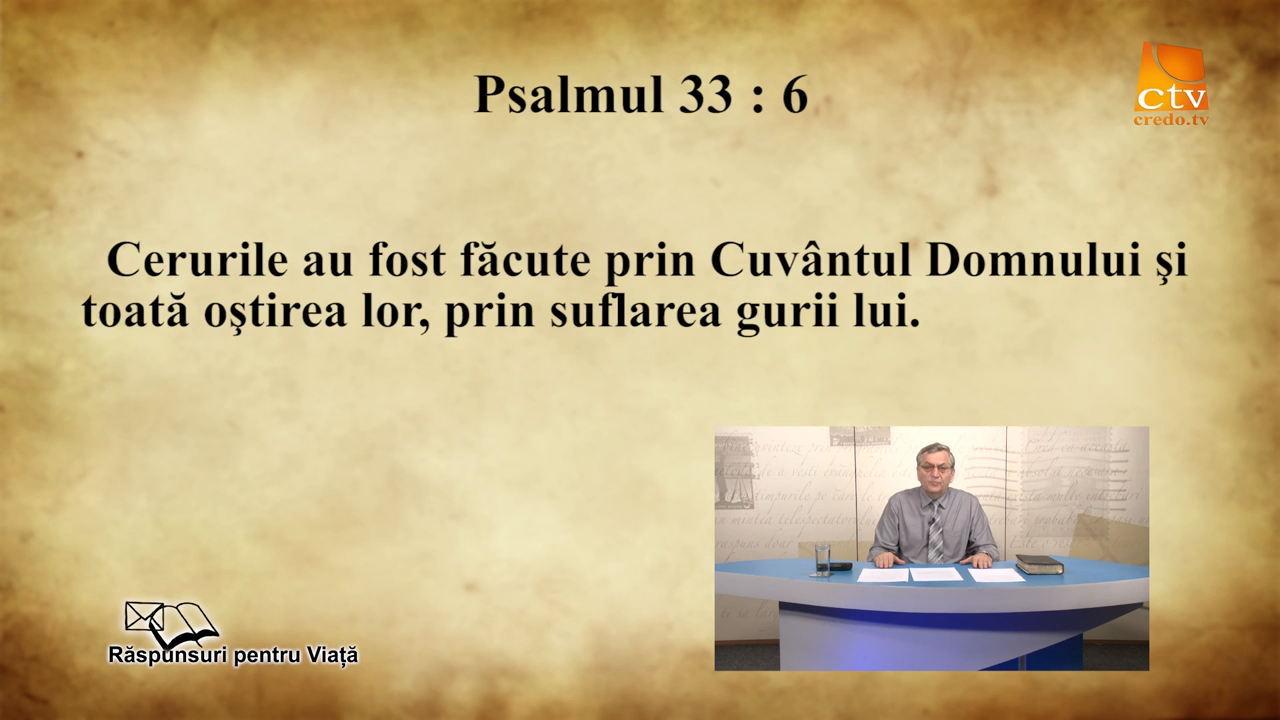 Psalmul 33 : 6
ctv
credo.tv
Cerurile au fost făcute prin Cuvântul Domnului şi
toată oştirea lor, prin suflarea gurii lui.
Răspunsuri pentru Viață